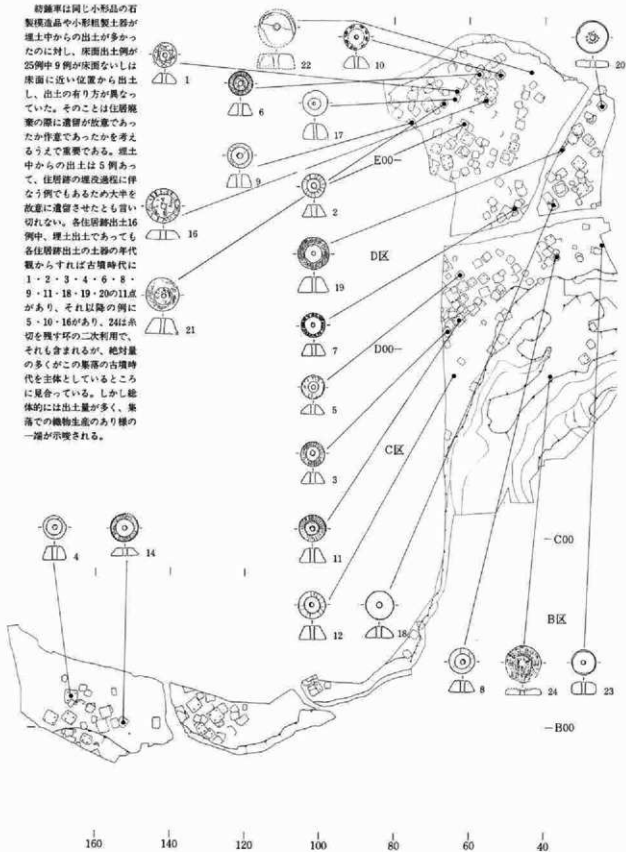 紡錘車は同じ小形品の石
製模造品や小形粗製土器が
埋土中からの出土が多かっ
たのに対し、床面出土例が
25例中9例が床面ないしは
床面に近い位置から出土
し、出土の有り方が異なっ
ていた。そのことは住居廃
棄の際に遺留が故意であっ
たか作意であったかを考え
るうえで重要である。埋土
中からの出土は5例あっ
て、住居跡の埋没過程に伴
なう例でもあるため大半を
故意に遺留させたとも言い
切れない。各住居跡出土16
例中、埋土出土であっても
各住居跡出土の土器の年代
観からすれば古墳時代に
1・2・3・4・6・8・
9・11・18・19・20の11点
があり、それ以降の例に
5・10・16があり、24は糸
切を残す坏の二次利用で、
それも含まれるが、絶対量
の多くがこの集落の古墳時
代を主体としているところ
に見合っている。しかし総
体的には出土量が多く、集
落での織物生産のあり様の
一端が示唆される。
1
22
10
20
6
17
9
E00
2
16
D区
19
21
7
D00
5
C区
3
4
14
11
C00
12
18
B区
8
24
23
B00
160
140
120
100
80
60
40